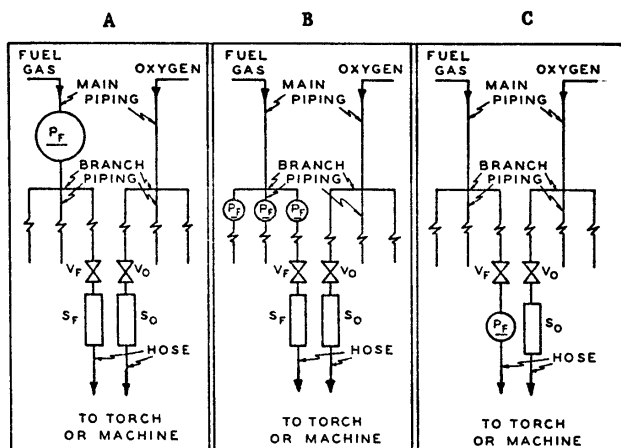 A
B
C
FUEL GAS
OXYGEN
MAIN PIPING
P_F
BRANCH PIPING
V_F
V_O
S_F
S_O
HOSE
TO TORCH
OR MACHINE
FUEL GAS
OXYGEN
MAIN PIPING
BRANCH PIPING
P_F
P_F
P_F
V_F
V_O
S_F
S_O
HOSE
TO TORCH
OR MACHINE
FUEL GAS
OXYGEN
MAIN PIPING
BRANCH PIPING
V_F
V_O
P_F
S_O
HOSE
TO TORCH
OR MACHINE